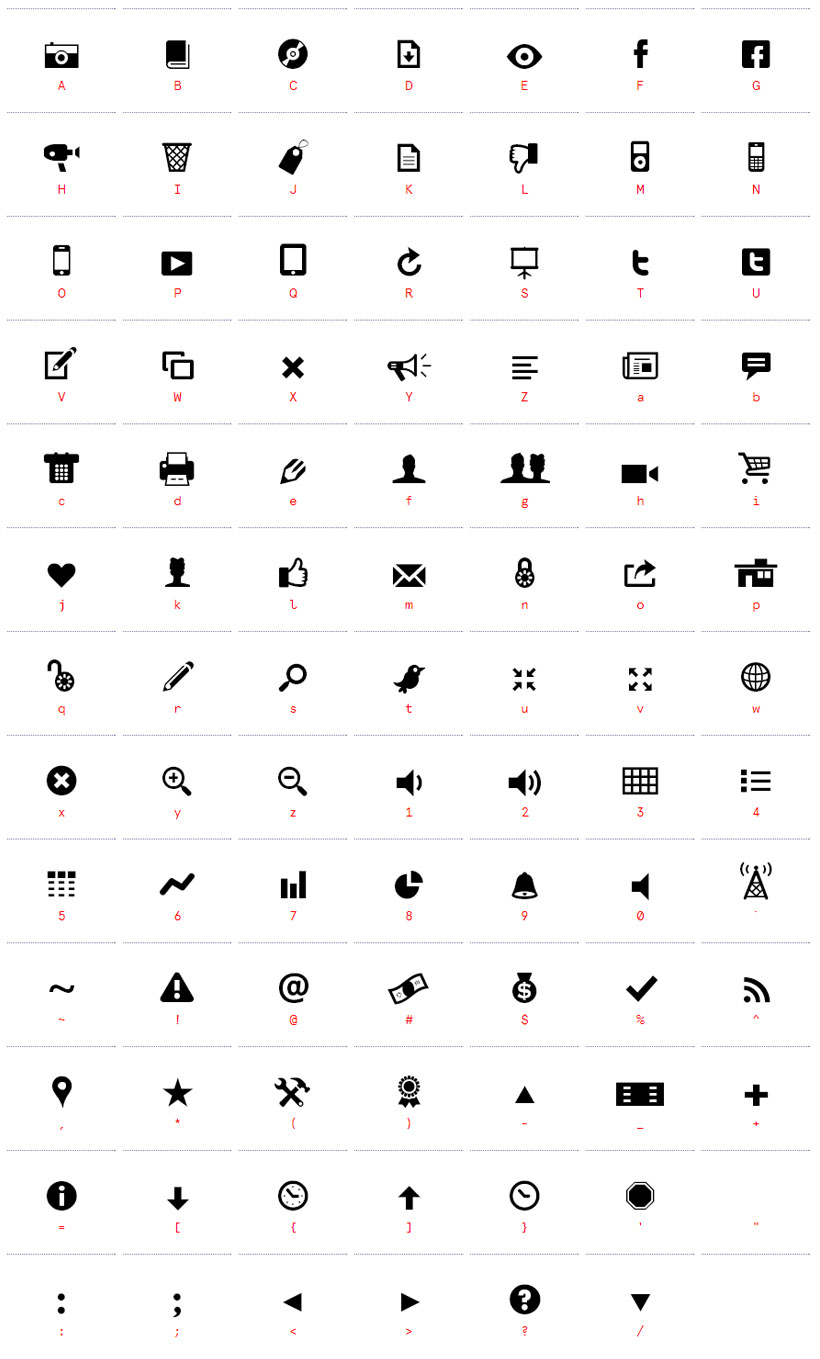 A B C D E F G
H I J K L M N
O P Q R S T U
V W X Y Z a b
c d e f g h i
j k l m n o p
q r s t u v w
x y z 1 2 3 4
5 6 7 8 9 0 `
~ ! @ # $ % ^
, * ( ) - _ +
= [ { ] } ' "
: ; < > ? /